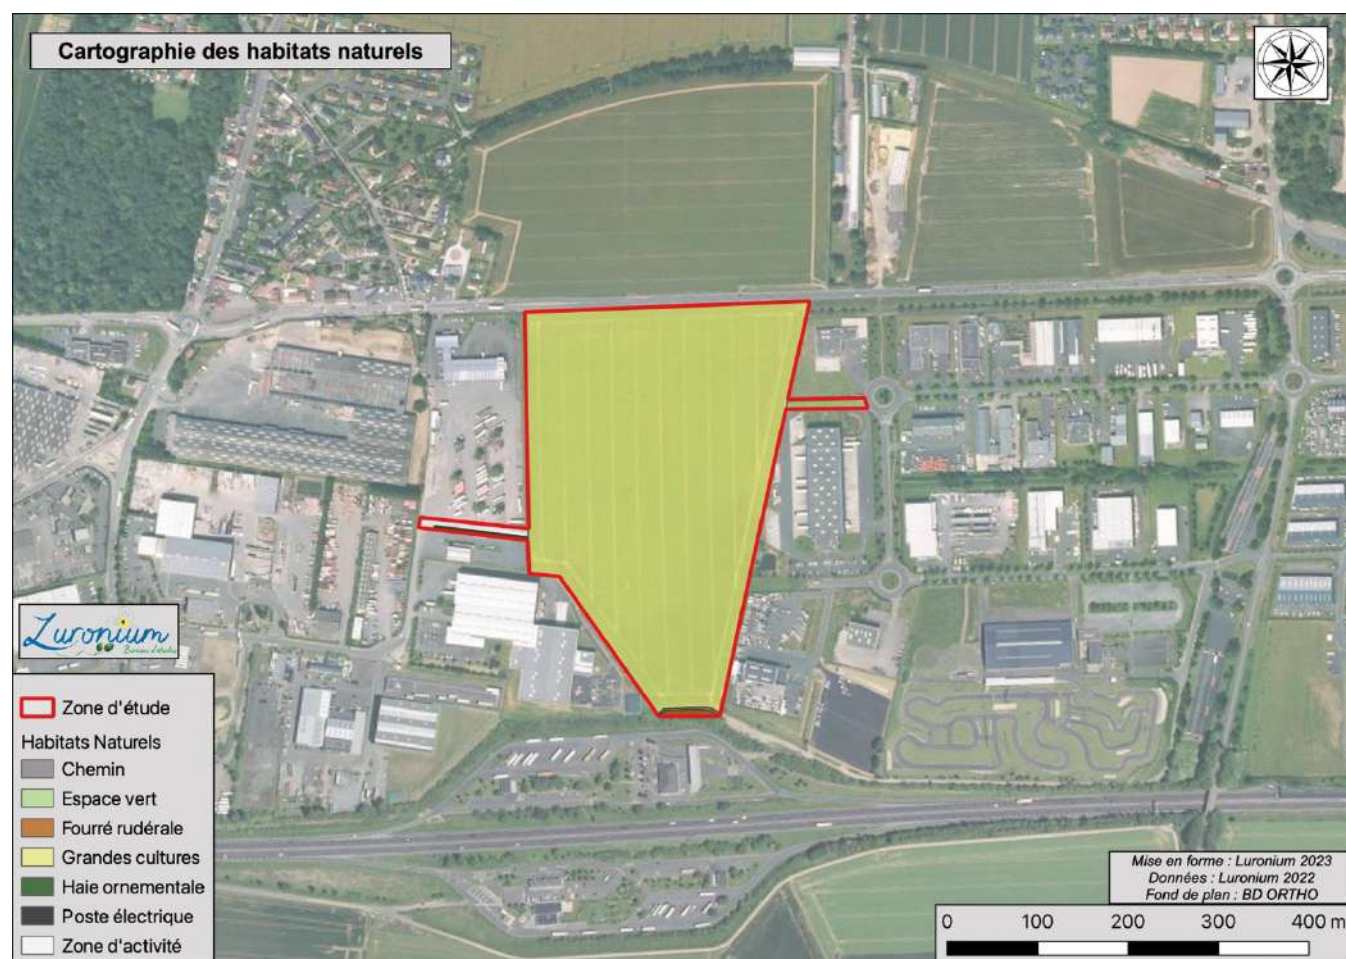 Cartographie des habitats naturels
Luronium
Bureau d'études
Zone d'étude
Habitats Naturels
Chemin
Espace vert
Fourré rudérale
Grandes cultures
Haie ornementale
Poste électrique
Zone d'activité
Mise en forme : Luronium 2023
Données : Luronium 2022
Fond de plan : BD ORTHO
0 100 200 300 400 m